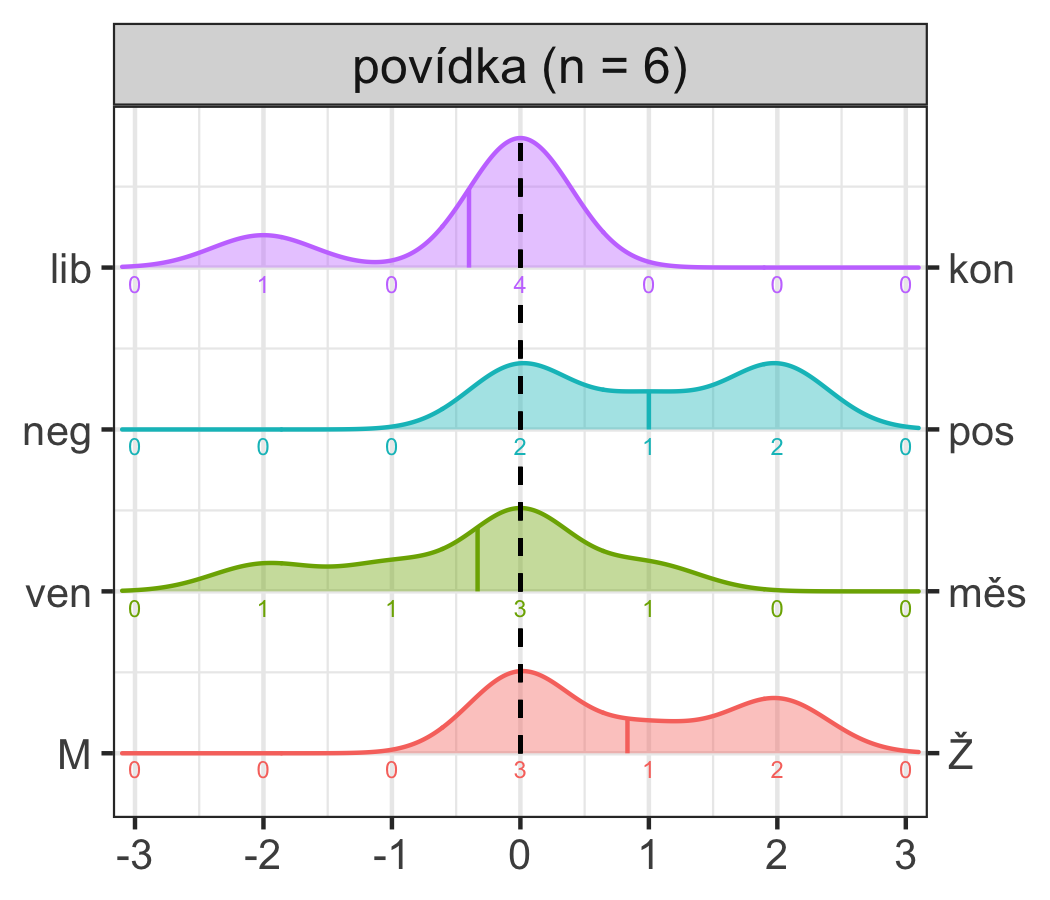 povídka (n = 6)
lib kon
0 1 0 4 0 0 0
neg pos
0 0 0 2 1 2 0
ven měs
0 1 1 3 1 0 0
M Ž
0 0 0 3 1 2 0
-3 -2 -1 0 1 2 3